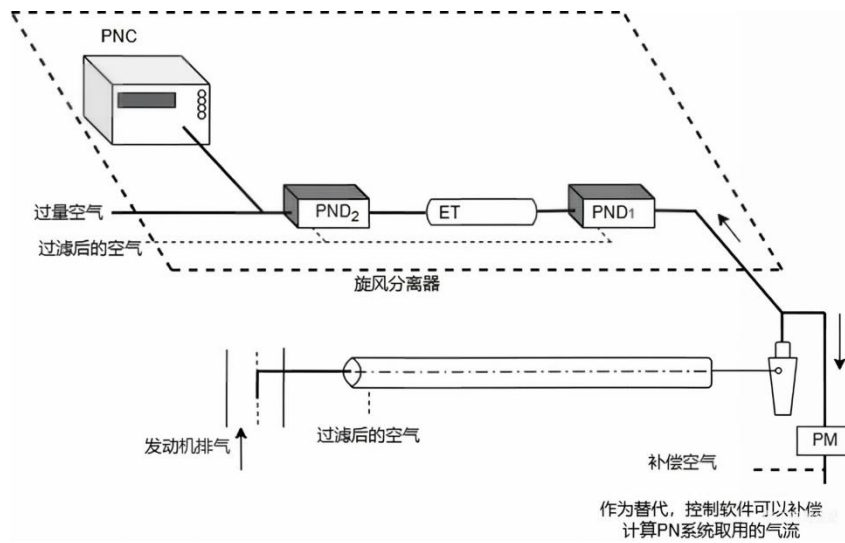 PNC
过量空气
PND2
ET
PND1
过滤后的空气
旋风分离器
发动机排气
过滤后的空气
PM
补偿空气
作为替代，控制软件可以补偿
计算PN系统取用的气流